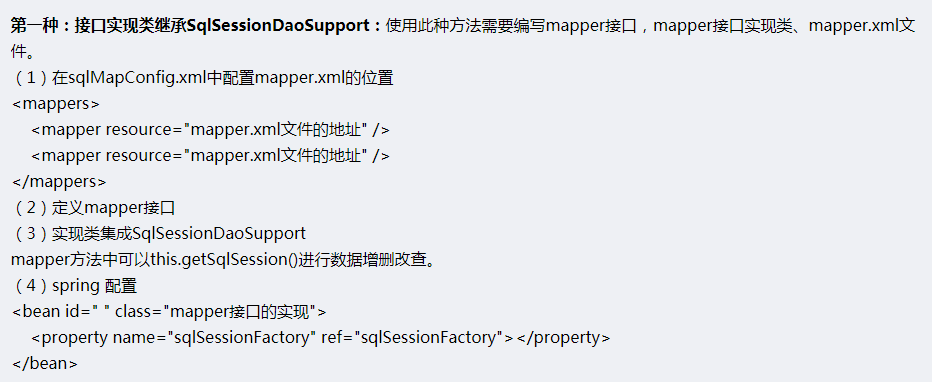 第一种：接口实现类继承SqlSessionDaoSupport：使用此种方法需要编写mapper接口，mapper接口实现类、mapper.xml文
件。
（1）在sqlMapConfig.xml中配置mapper.xml的位置
<mappers>
    <mapper resource="mapper.xml文件的地址" />
    <mapper resource="mapper.xml文件的地址" />
</mappers>
（2）定义mapper接口
（3）实现类集成SqlSessionDaoSupport
mapper方法中可以this.getSqlSession()进行数据增删改查。
（4）spring 配置
<bean id=" " class="mapper接口的实现">
    <property name="sqlSessionFactory" ref="sqlSessionFactory"></property>
</bean>